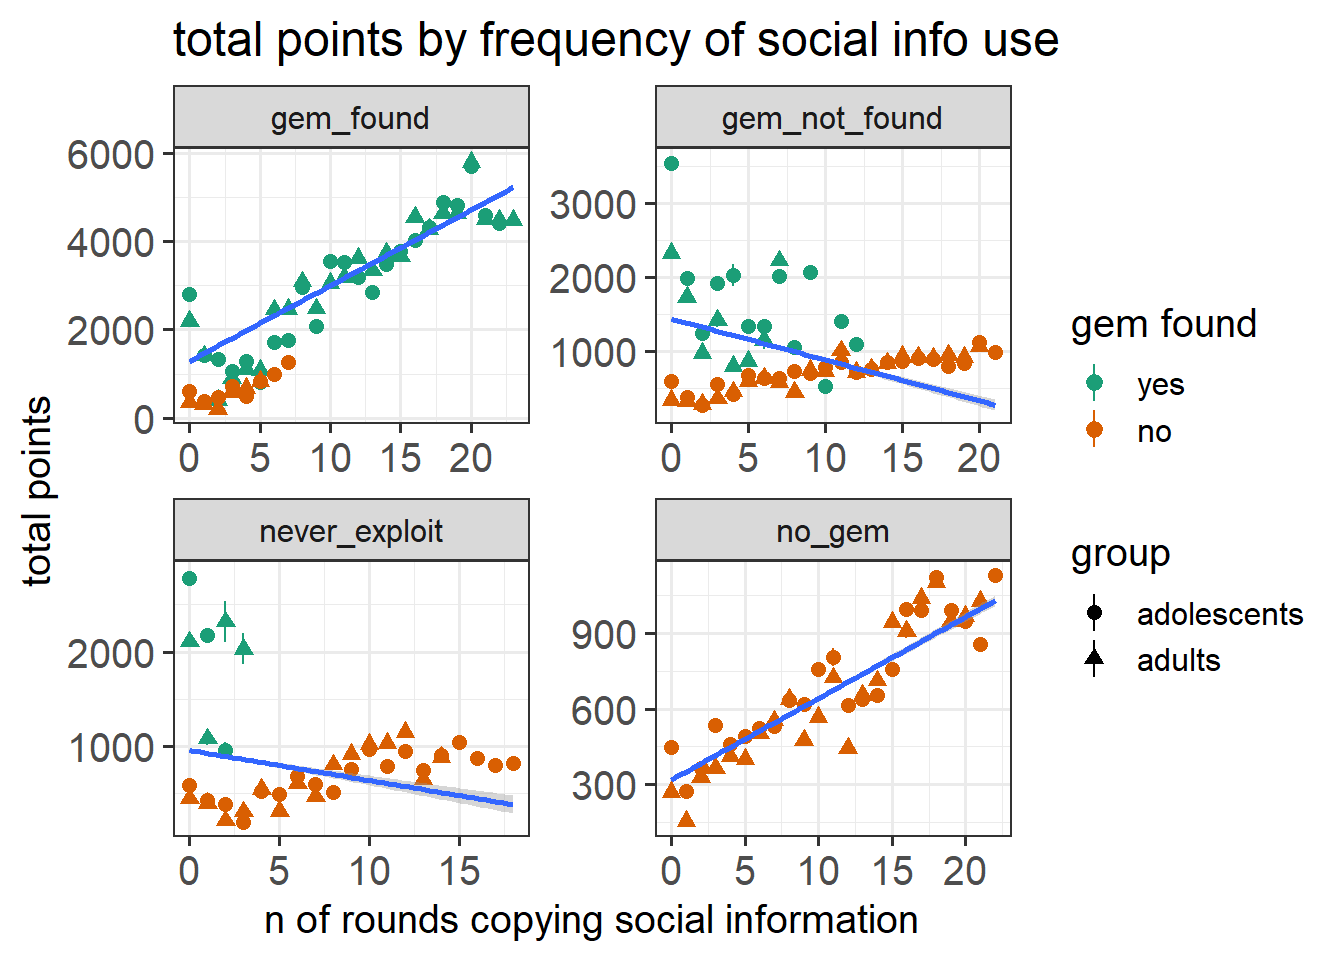 total points by frequency of social info use
gem_found
gem_not_found
6000
4000
2000
0
3000
2000
1000
0 5 10 15 20
0 5 10 15 20
never_exploit
no_gem
2000
1000
900
600
300
0 5 10 15
0 5 10 15 20
total points
n of rounds copying social information
gem found
yes
no
group
adolescents
adults